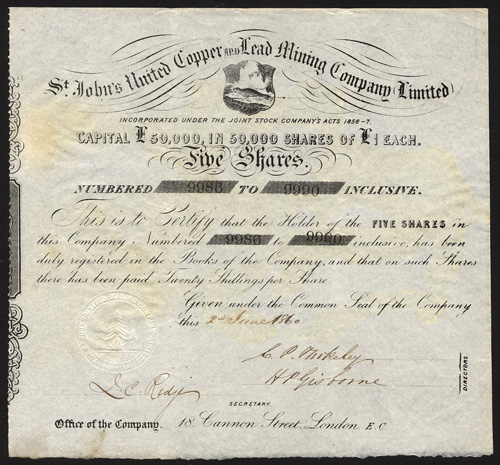 St. John's United Copper AND Lead Mining Company (Limited)
INCORPORATED UNDER THE JOINT STOCK COMPANY'S ACTS 1856-7.
CAPITAL £50,000, IN 50,000 SHARES OF £1 EACH.
Five Shares.
NUMBERED 9986 TO 9990 INCLUSIVE.
This is to Certify that the Holder of the FIVE SHARES in
this Company Numbered 9986 to 9990 inclusive, has been
duly registered in the Books of the Company, and that on such Shares
there has been paid Twenty Shillings per Share
Given under the Common Seal of the Company
this 2d June 1860
C. P.
H P Gisborne
DIRECTORS.
SECRETARY.
Office of the Company. 18. Cannon Street, London E.C